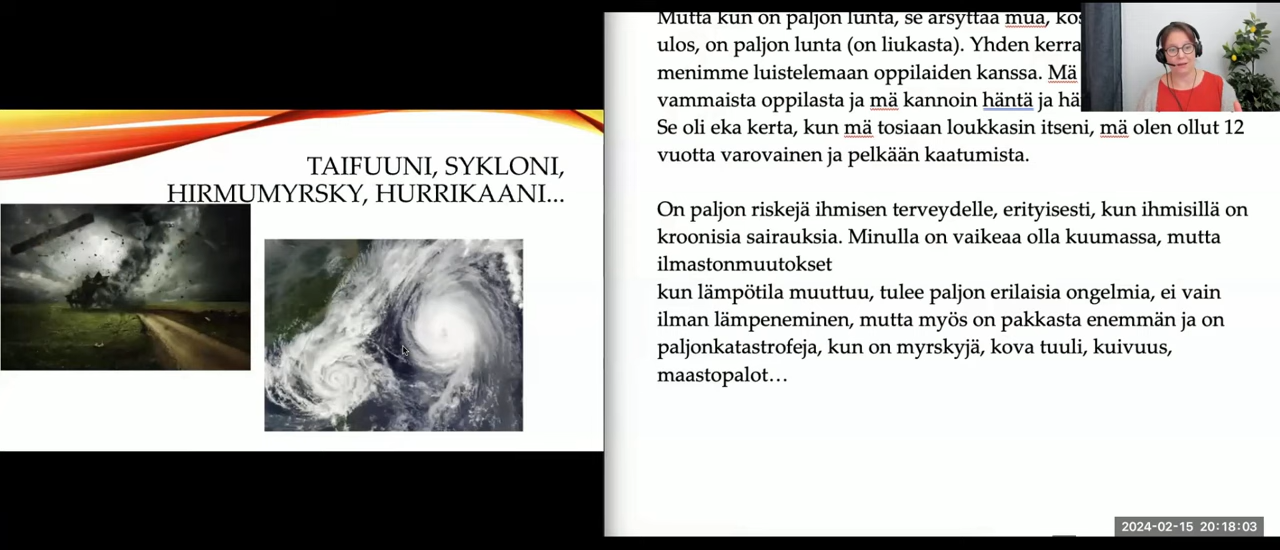 TAIFUUNI, SYKLONI,
HIRMUMYRSKY, HURRIKAANI...
Mutta kun on paljon lunta, se ärsyttää mua,
ulos, on paljon lunta (on liukasta). Yhden
menimme luistelemaan oppilaiden kanssa. Mä
vammaista oppilasta ja mä kannoin häntä ja
Se oli eka kerta, kun mä tosiaan loukkasin itseni, mä olen ollut 12
vuotta varovainen ja pelkään kaatumista.
On paljon riskejä ihmisen terveydelle, erityisesti, kun ihmisillä on
kroonisia sairauksia. Minulla on vaikeaa olla kuumassa, mutta
ilmastonmuutokset
kun lämpötila muuttuu, tulee paljon erilaisia ongelmia, ei vain
ilman lämpeneminen, mutta myös on pakkasta enemmän ja on
paljonkatastrofeja, kun on myrskyjä, kova tuuli, kuivuus,
maastopalot…
2024-02-15 20:18:03